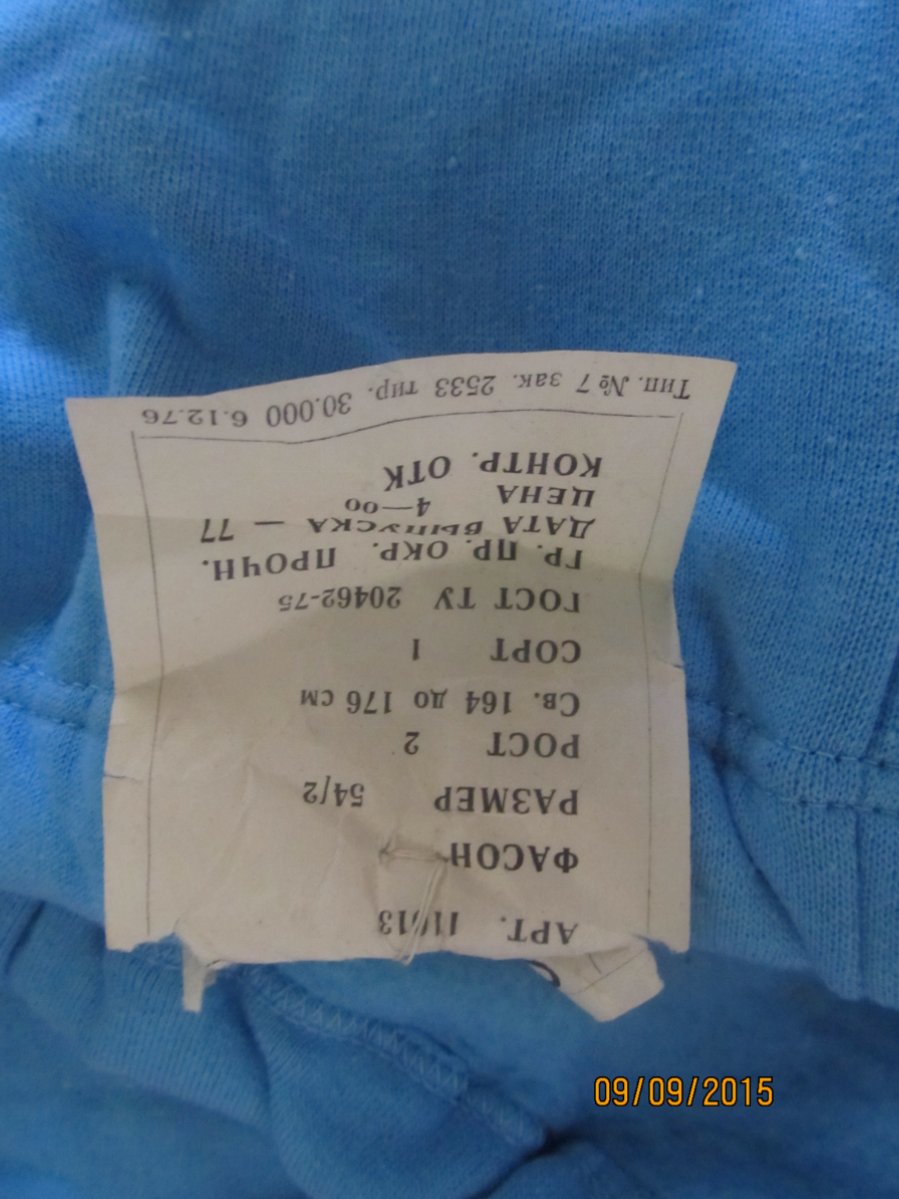 АРТ. 11613
ФАСОН
РАЗМЕР 54/2
РОСТ 2
Св. 164 до 176 см
СОРТ 1
ГОСТ ТУ 20462-75
ГР. ПР. ОКР. ПРОЧН.
ДАТА ВЫПУСКА — 77
ЦЕНА 4—00
КОНТР. ОТК
Тип. № 7 зак. 2533 тир. 30.000 6.12.76
09/09/2015